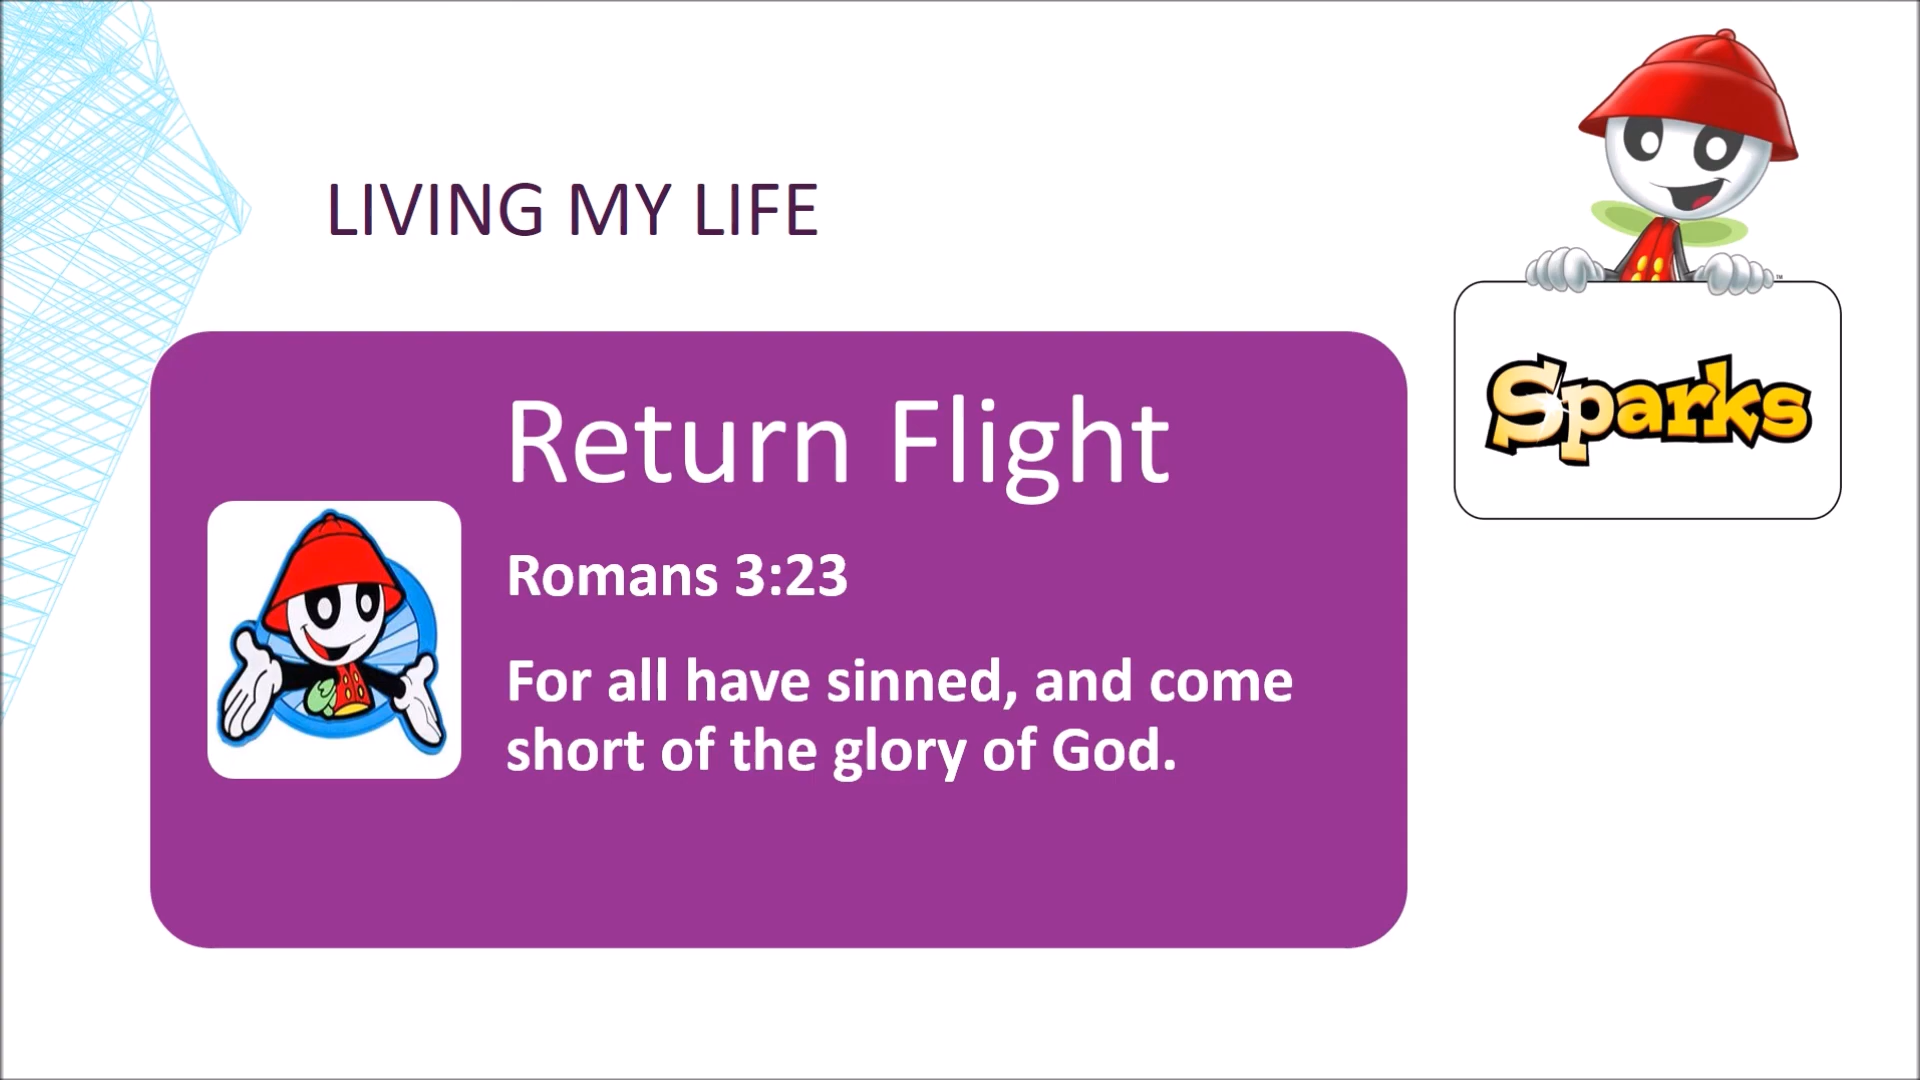 LIVING MY LIFE
Sparks
Return Flight
Romans 3:23
For all have sinned, and come
short of the glory of God.
TM